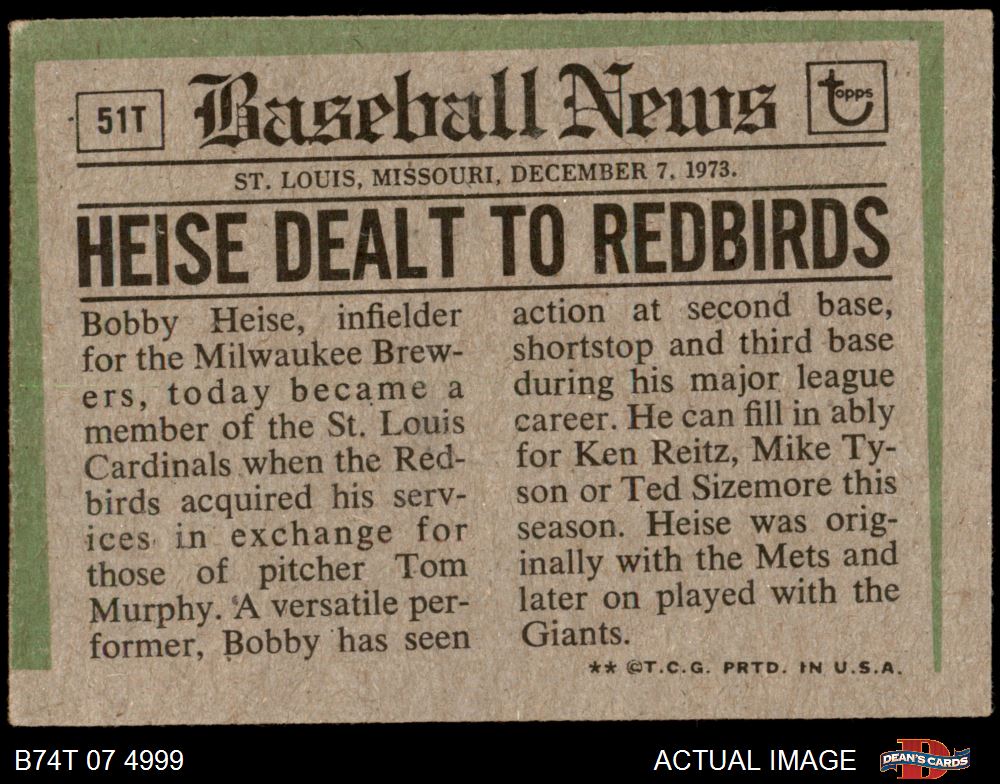 51T
Baseball News
topps
ST. LOUIS, MISSOURI, DECEMBER 7, 1973.
HEISE DEALT TO REDBIRDS
Bobby Heise, infielder
for the Milwaukee Brew-
ers, today became a
member of the St. Louis
Cardinals when the Red-
birds acquired his serv-
ices in exchange for
those of pitcher Tom
Murphy. A versatile per-
former, Bobby has seen
action at second base,
shortstop and third base
during his major league
career. He can fill in ably
for Ken Reitz, Mike Ty-
son or Ted Sizemore this
season. Heise was orig-
inally with the Mets and
later on played with the
Giants.
** ©T.C.G. PRTD. IN U.S.A.
B74T 07 4999
ACTUAL IMAGE
D
DEAN'S CARDS